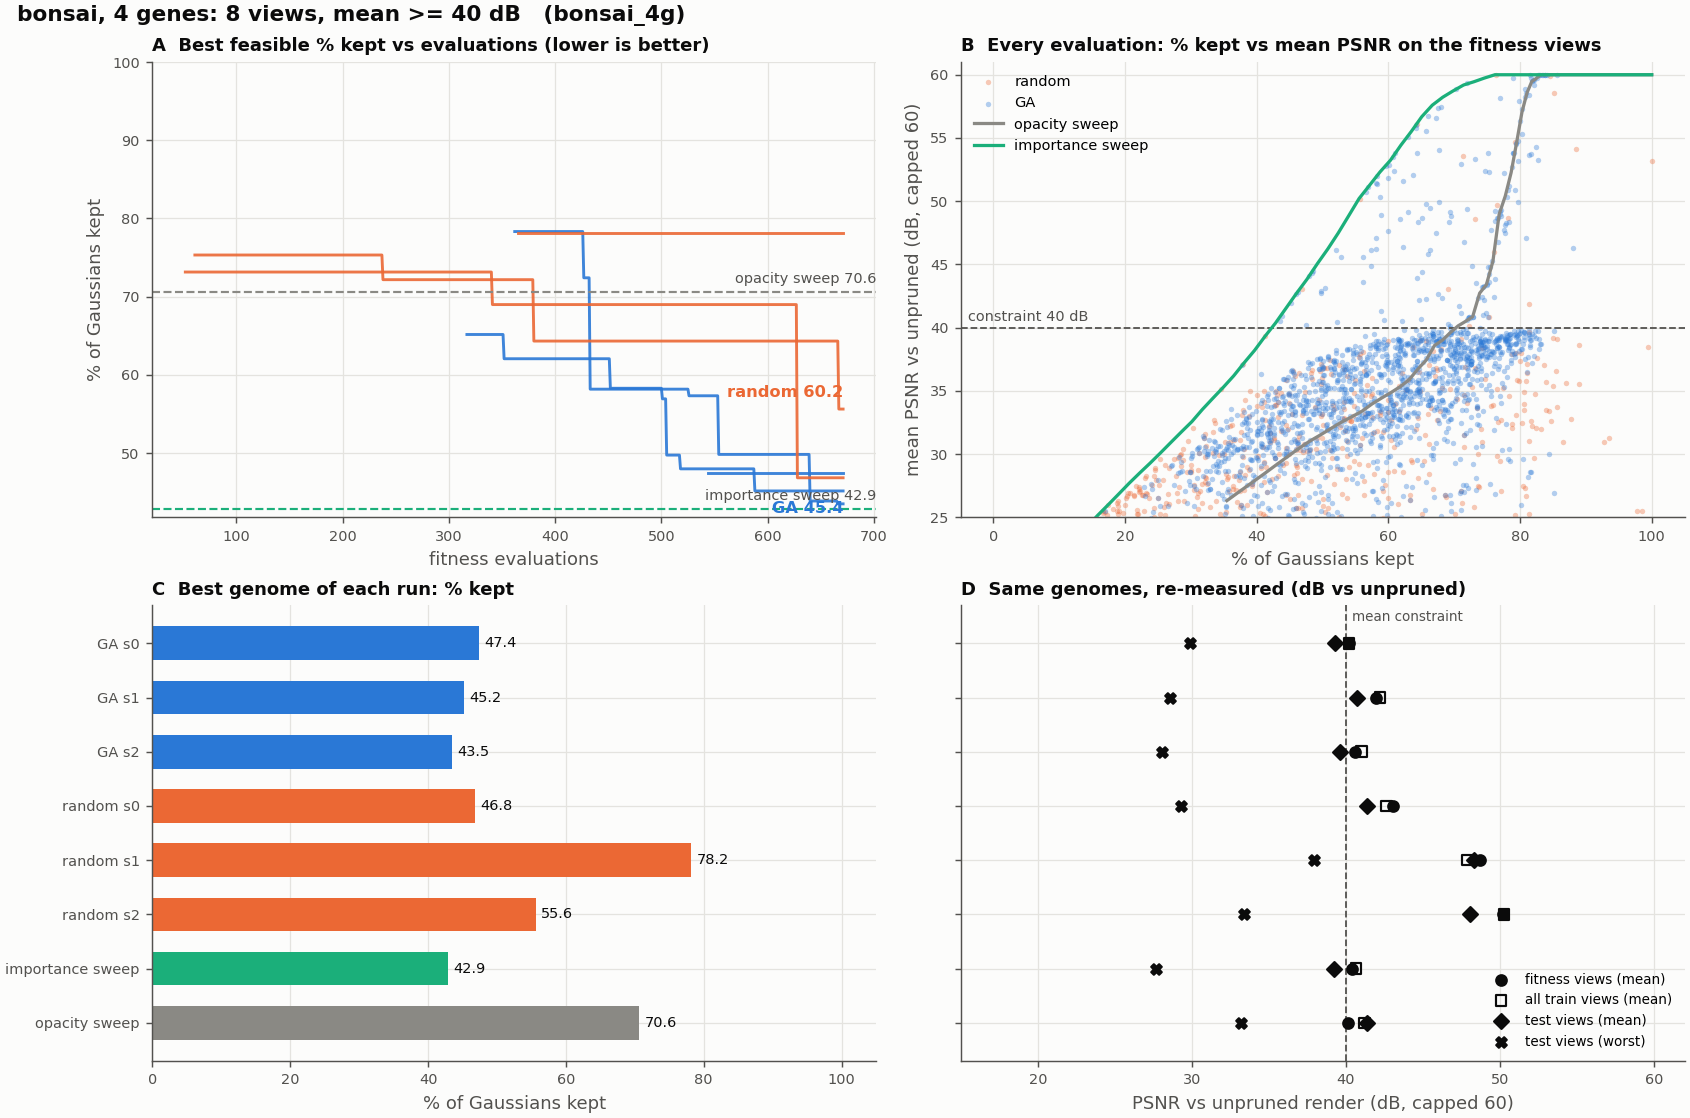 bonsai, 4 genes: 8 views, mean >= 40 dB   (bonsai_4g)
A  Best feasible % kept vs evaluations (lower is better)
100
90
80
70
60
50
% of Gaussians kept
opacity sweep 70.6
random 60.2
importance sweep 42.9
GA 45.4
100 200 300 400 500 600 700
fitness evaluations
B  Every evaluation: % kept vs mean PSNR on the fitness views
60
55
50
45
40
35
30
25
mean PSNR vs unpruned (dB, capped 60)
random
GA
opacity sweep
importance sweep
constraint 40 dB
0 20 40 60 80 100
% of Gaussians kept
C  Best genome of each run: % kept
GA s0 47.4
GA s1 45.2
GA s2 43.5
random s0 46.8
random s1 78.2
random s2 55.6
importance sweep 42.9
opacity sweep 70.6
0 20 40 60 80 100
% of Gaussians kept
D  Same genomes, re-measured (dB vs unpruned)
mean constraint
fitness views (mean)
all train views (mean)
test views (mean)
test views (worst)
20 30 40 50 60
PSNR vs unpruned render (dB, capped 60)